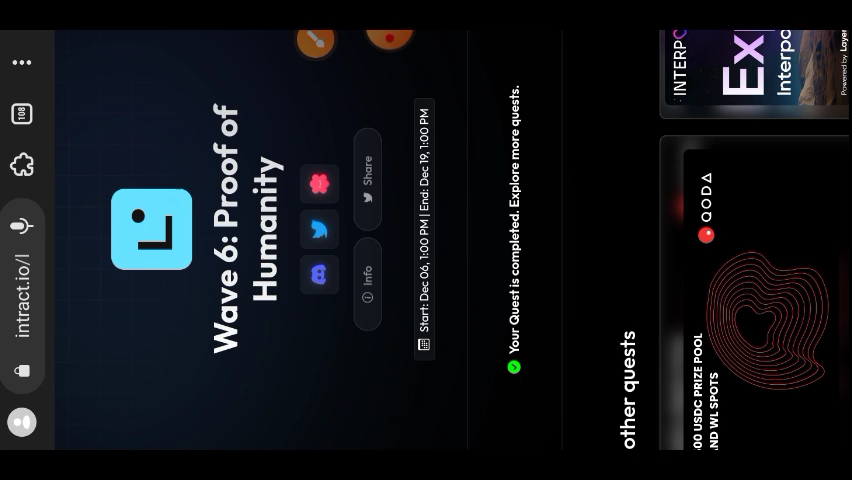 intract.io/l
108
Wave 6: Proof of
Humanity
Info
Share
Start: Dec 06, 1:00 PM | End: Dec 19, 1:00 PM
Your Quest is completed. Explore more quests.
other quests
QODA
00 USDC PRIZE POOL
ND WL SPOTS
INTERPO
Ex
Interpo
Powered by Layer